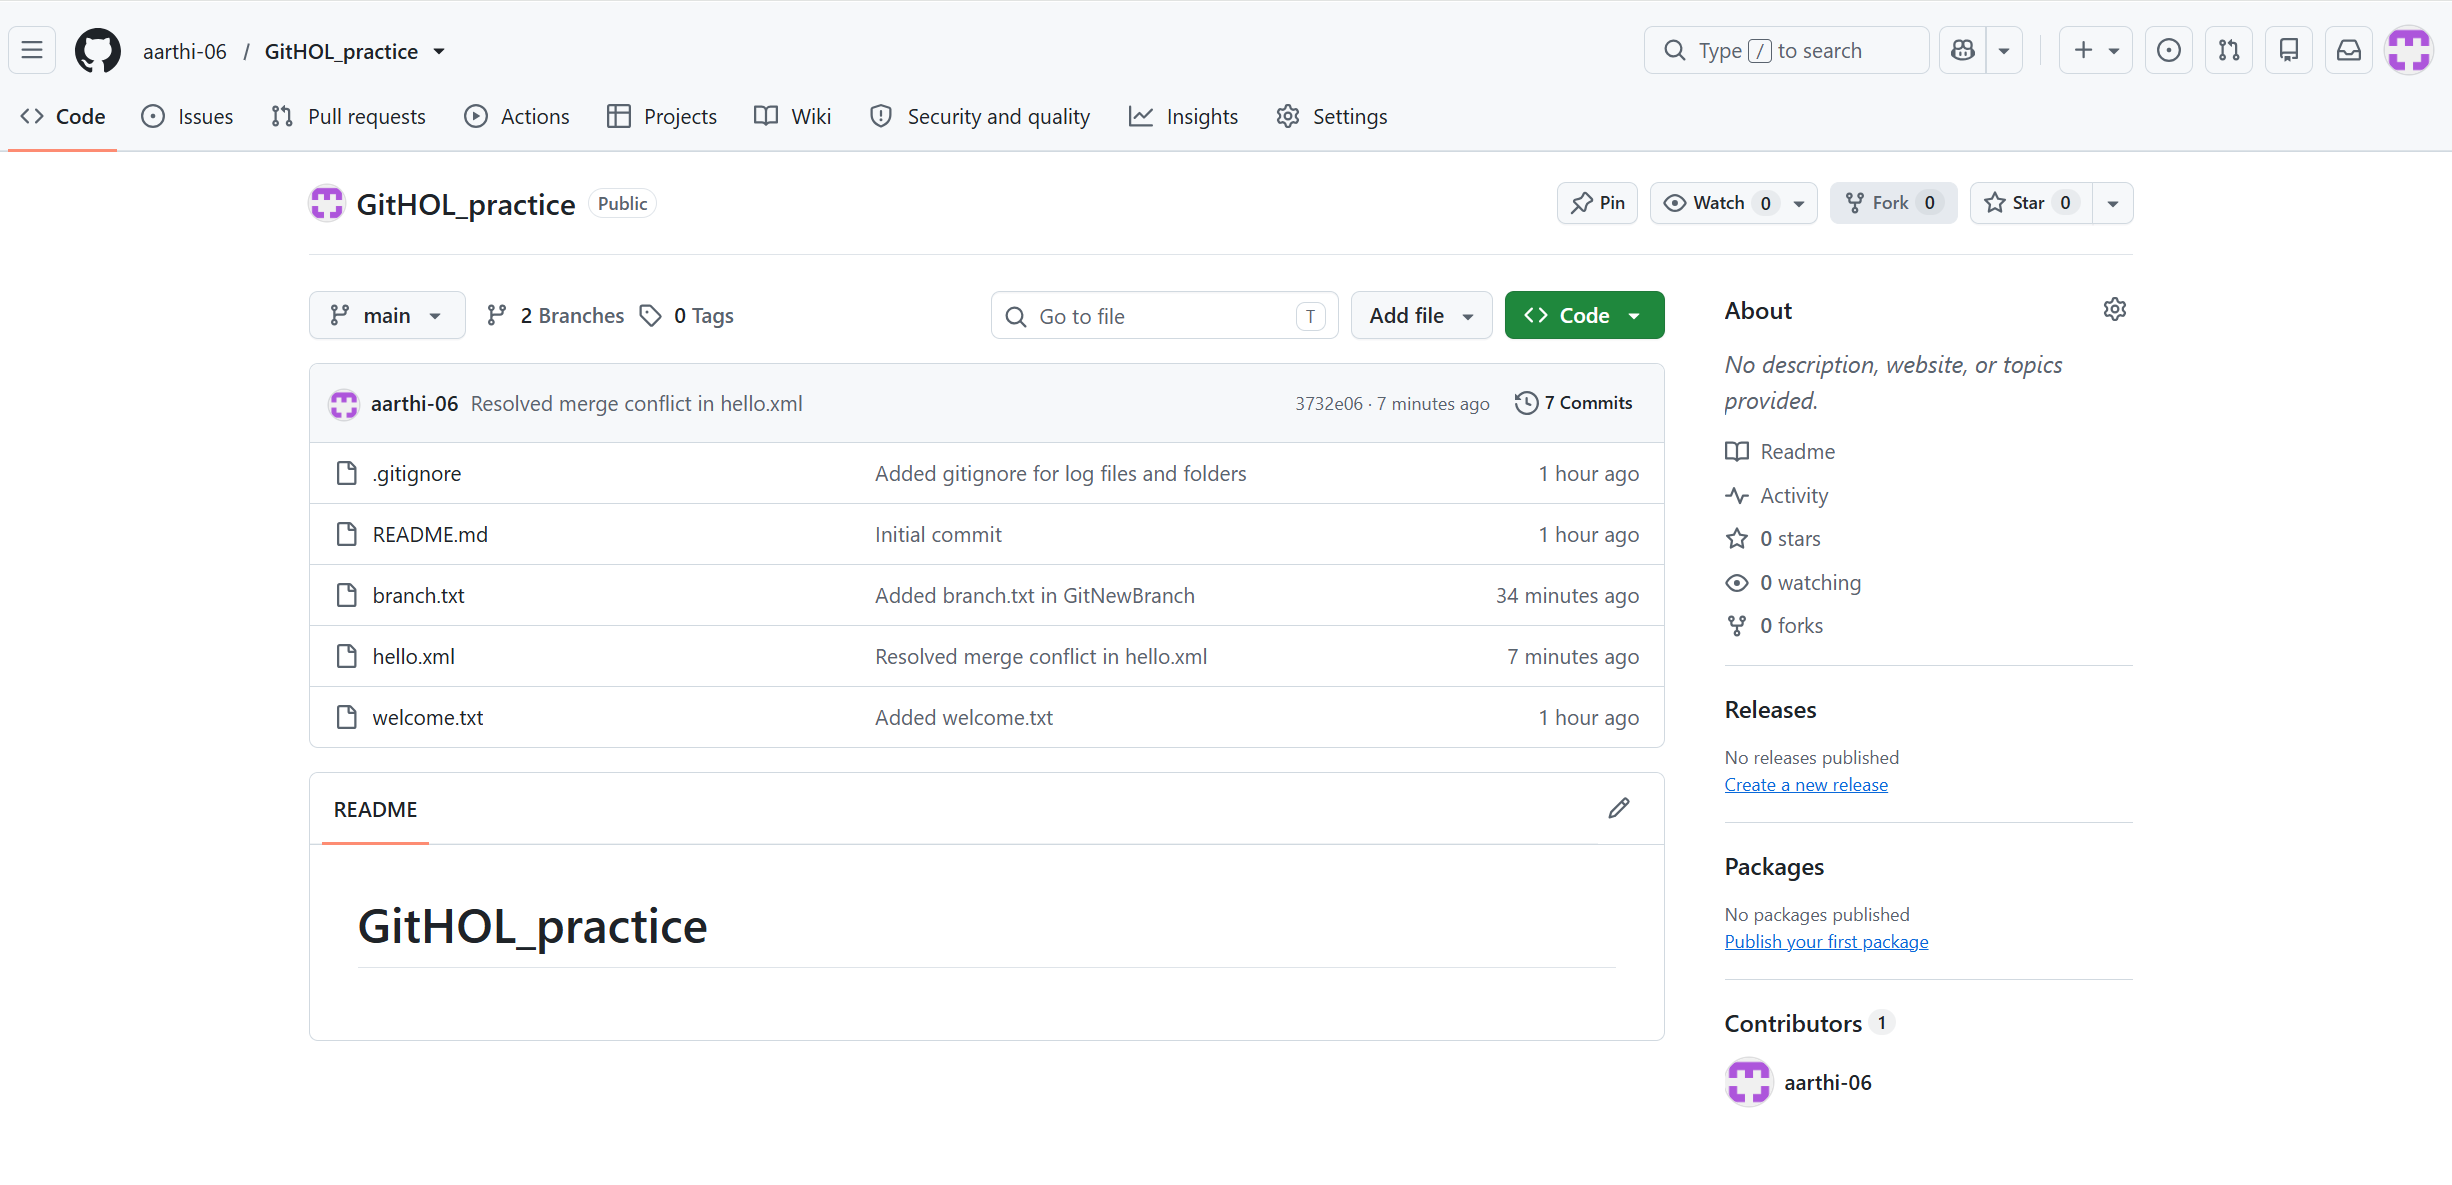 aarthi-06 / GitHOL_practice
Type / to search
Code Issues Pull requests Actions Projects Wiki Security and quality Insights Settings
GitHOL_practice Public
Pin Watch 0 Fork 0 Star 0
main 2 Branches 0 Tags Go to file T Add file Code
aarthi-06 Resolved merge conflict in hello.xml 3732e06 · 7 minutes ago 7 Commits
.gitignore Added gitignore for log files and folders 1 hour ago
README.md Initial commit 1 hour ago
branch.txt Added branch.txt in GitNewBranch 34 minutes ago
hello.xml Resolved merge conflict in hello.xml 7 minutes ago
welcome.txt Added welcome.txt 1 hour ago
README
GitHOL_practice
About
No description, website, or topics
provided.
Readme
Activity
0 stars
0 watching
0 forks
Releases
No releases published
Create a new release
Packages
No packages published
Publish your first package
Contributors 1
aarthi-06